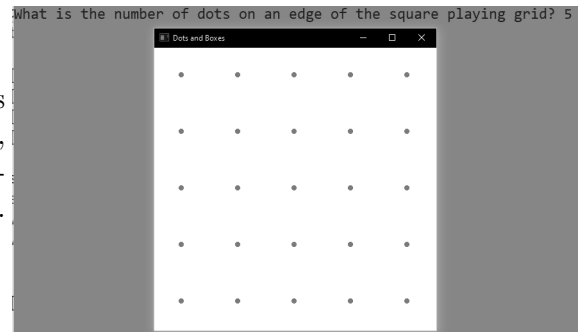 What is the number of dots on an edge of the square playing grid? 5
Dots and Boxes